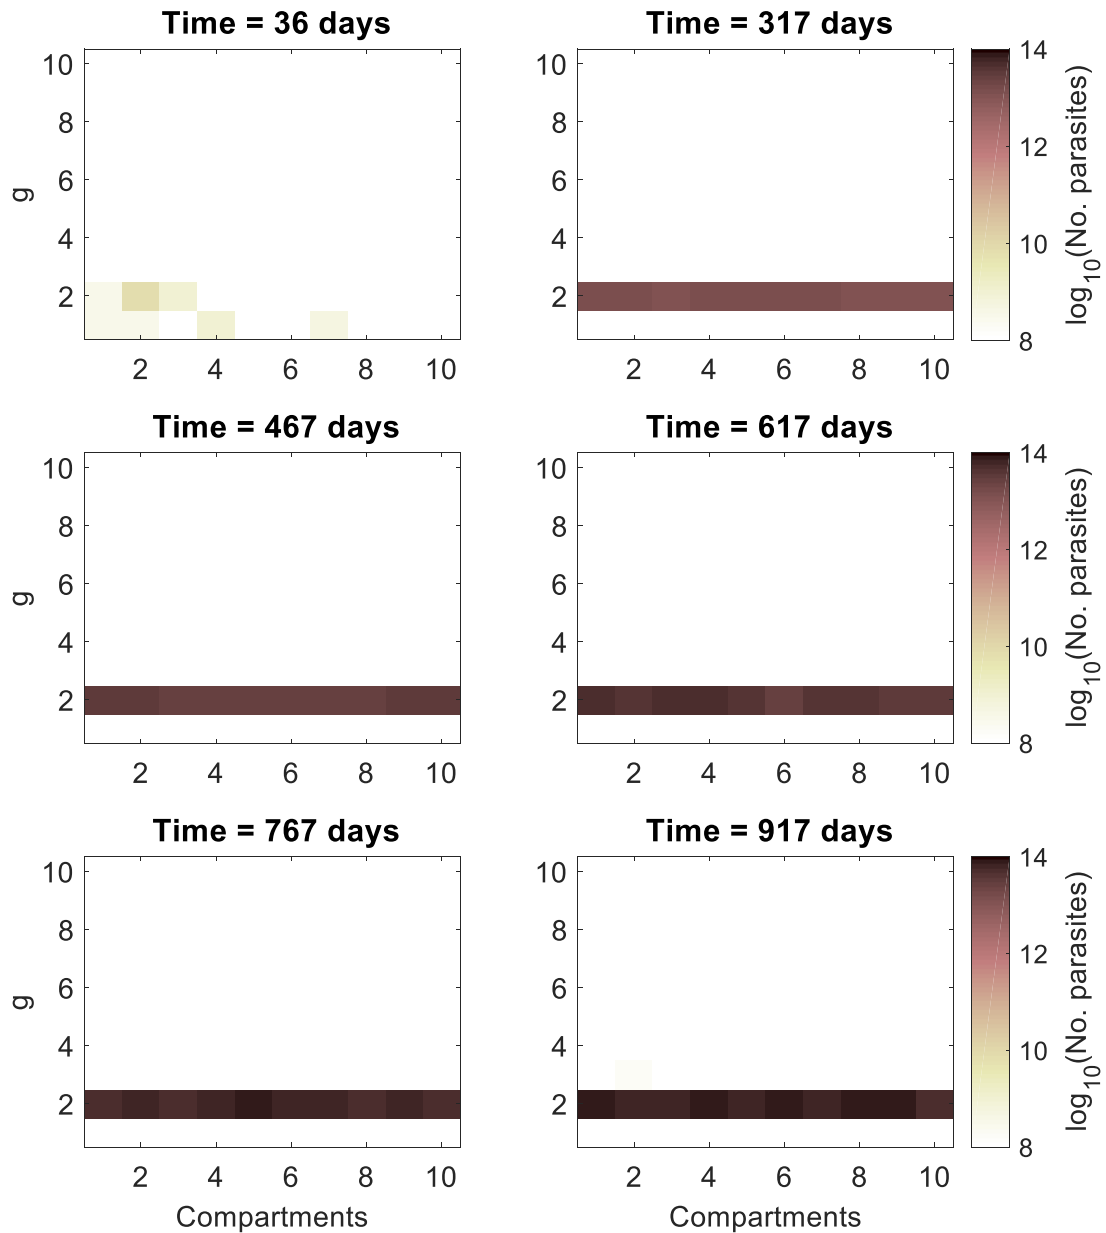 Time = 36 days
Time = 317 days
10
8
6
4
2
g
2 4 6 8 10
10
8
6
4
2
2 4 6 8 10
14
12
10
8
log10(No. parasites)
Time = 467 days
Time = 617 days
10
8
6
4
2
g
2 4 6 8 10
10
8
6
4
2
2 4 6 8 10
14
12
10
8
log10(No. parasites)
Time = 767 days
Time = 917 days
10
8
6
4
2
g
2 4 6 8 10
Compartments
10
8
6
4
2
2 4 6 8 10
Compartments
14
12
10
8
log10(No. parasites)